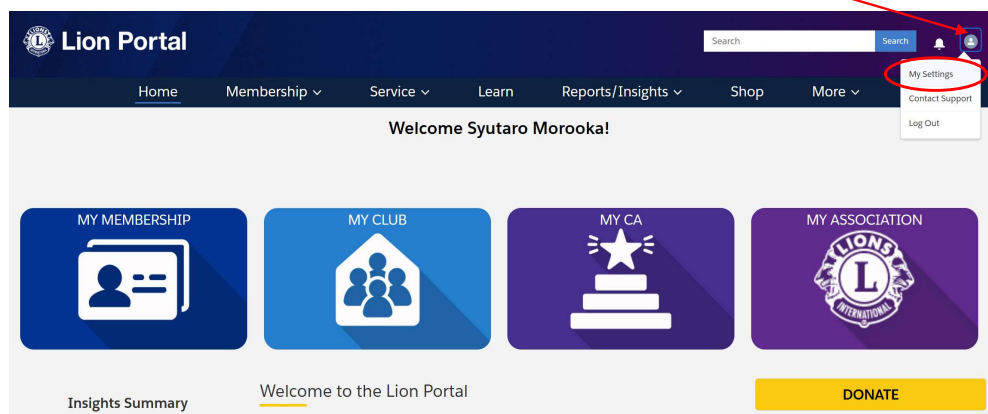 Lion Portal
Search
Search
My Settings
Contact Support
Log Out
Home Membership Service Learn Reports/Insights Shop More
Welcome Syutaro Morooka!
MY MEMBERSHIP
MY CLUB
MY CA
MY ASSOCIATION
LIONS
L
INTERNATIONAL
Insights Summary
Welcome to the Lion Portal
DONATE